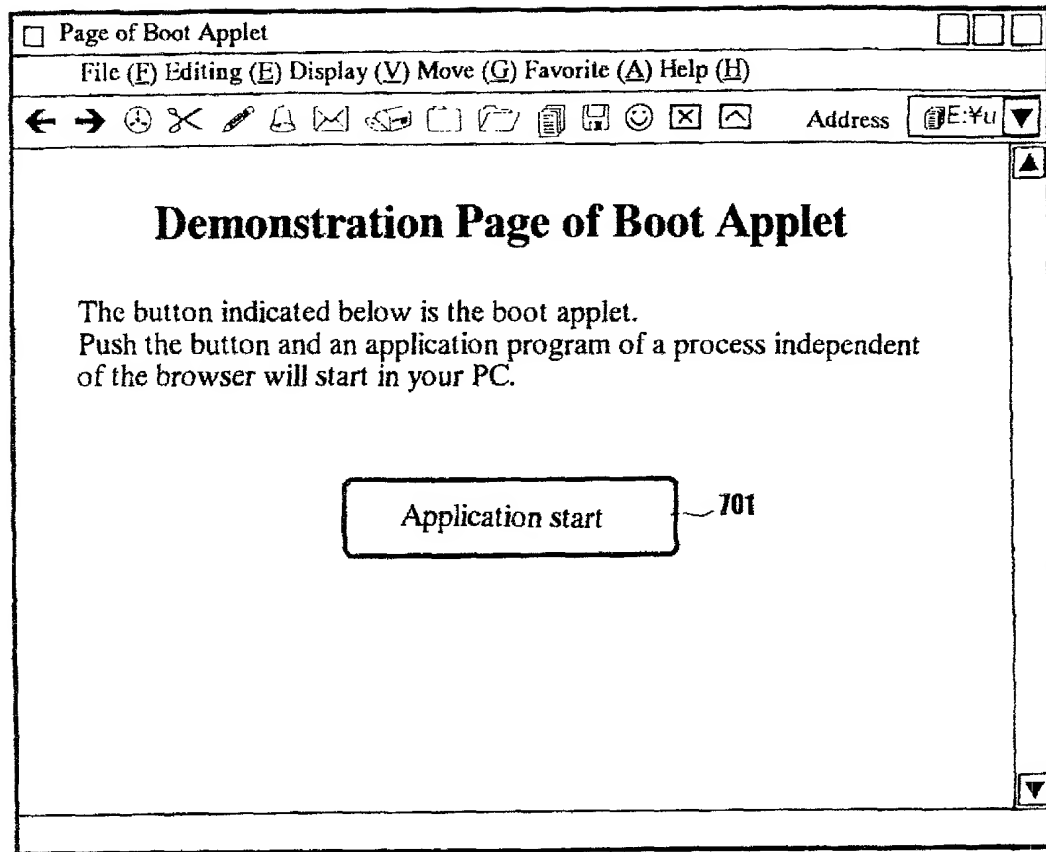 Page of Boot Applet
File (F) Editing (E) Display (V) Move (G) Favorite (A) Help (H)
Address E:¥u
Demonstration Page of Boot Applet
The button indicated below is the boot applet.
Push the button and an application program of a process independent
of the browser will start in your PC.
Application start 701